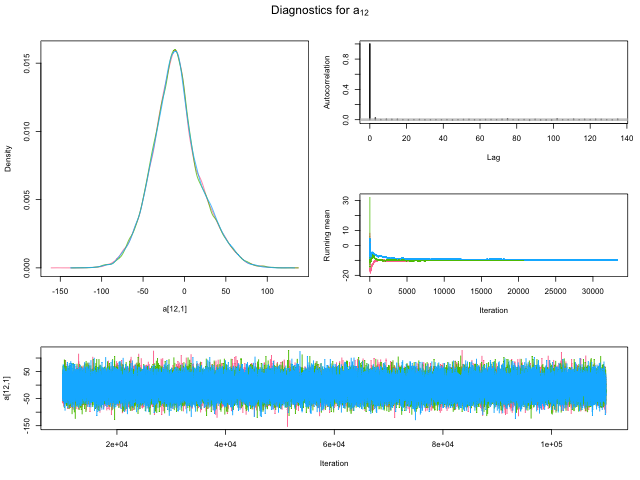 Diagnostics for a12
Density
0.000 0.005 0.010 0.015
-150 -100 -50 0 50 100
a[12,1]
Autocorrelation
0.0 0.4 0.8
0 20 40 60 80 100 120 140
Lag
Running mean
-20 0 10 30
0 5000 10000 15000 20000 25000 30000
Iteration
a[12,1]
-150 -50 50
2e+04 4e+04 6e+04 8e+04 1e+05
Iteration